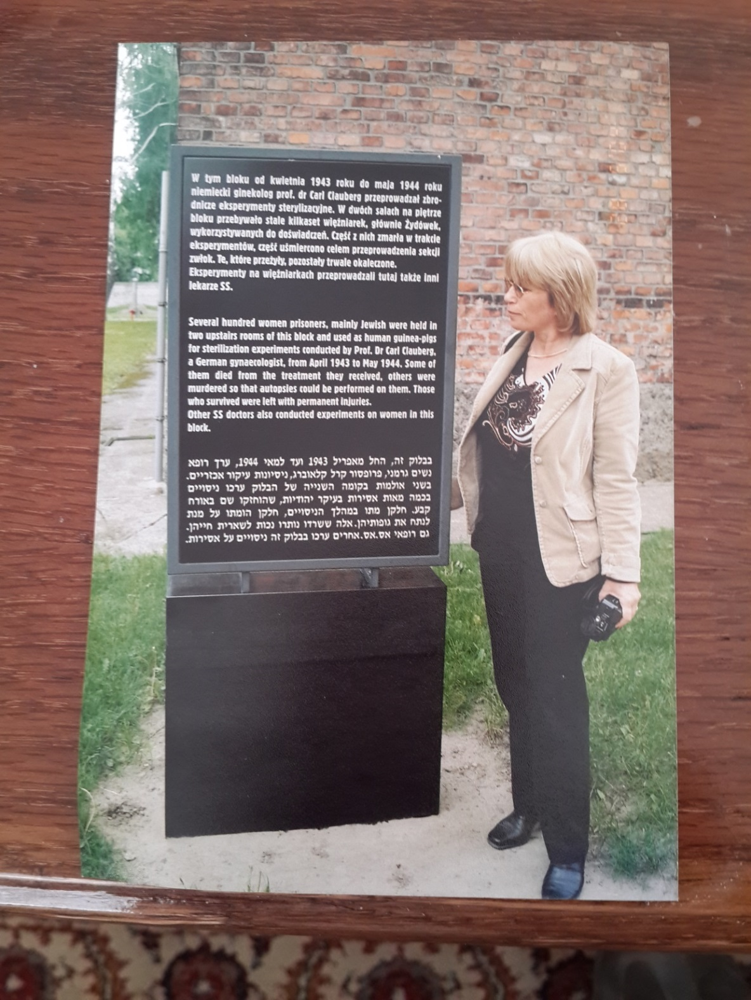 W tym bloku od kwietnia 1943 roku do maja 1944 roku
niemiecki ginekolog prof. dr Carl Clauberg przeprowadzał zbro-
dnicze eksperymenty sterylizacyjne. W dwóch salach na piętrze
bloku przebywało stale kilkaset więźniarek, głównie Żydówek,
wykorzystywanych do doświadczeń. Część z nich zmarła w trakcie
eksperymentów, część uśmiercono celem przeprowadzenia sekcji
zwłok. Te, które przeżyły, pozostały trwale okaleczone.
Eksperymenty na więźniarkach przeprowadzali tutaj także inni
lekarze SS.
Several hundred women prisoners, mainly Jewish were held in
two upstairs rooms of this block and used as human guinea-pigs
for sterilization experiments conducted by Prof. Dr Carl Clauberg,
a German gynaecologist, from April 1943 to May 1944. Some of
them died from the treatment they received, others were
murdered so that autopsies could be performed on them. Those
who survived were left with permanent injuries.
Other SS doctors also conducted experiments on women in this
block.
בבלוק זה, החל מאפריל 1943 ועד למאי 1944, ערך רופא
נשים גרמני, פרופסור קרל קלאוברג, ניסיונות עיקור אכזריים.
בשני אולמות בקומה השנייה של הבלוק ערכו ניסויים
בכמה מאות אסירות בעיקר יהודיות, שהוחזקו שם באורח
קבע. חלקן מתו במהלך הניסויים, חלקן הומתו על מנת
לנתח את גופותיהן. אלה ששרדו נותרו נכות לשארית חייהן.
גם רופאי אס.אס. אחרים ערכו בבלוק זה ניסויים על אסירות.